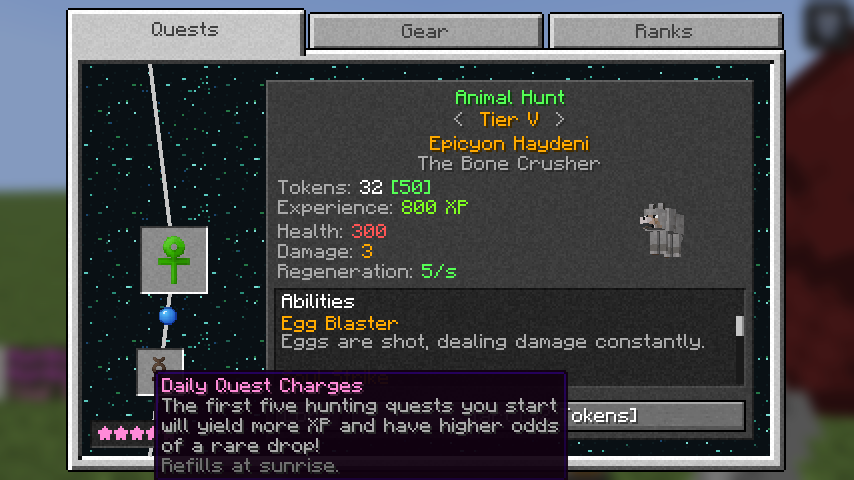 Quests
Gear
Ranks
Animal Hunt
< Tier V >
Epicyon Haydeni
The Bone Crusher
Tokens: 32 [50]
Experience: 800 XP
Health: 300
Damage: 3
Regeneration: 5/s
Abilities
Egg Blaster
Eggs are shot, dealing damage constantly.
Tokens]
Daily Quest Charges
The first five hunting quests you start
will yield more XP and have higher odds
of a rare drop!
Refills at sunrise.